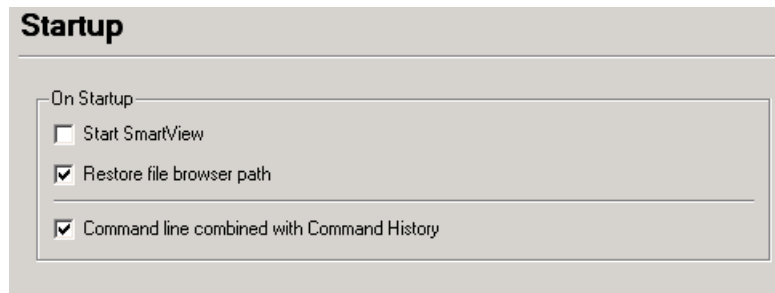 Startup
On Startup
Start SmartView
Restore file browser path
Command line combined with Command History